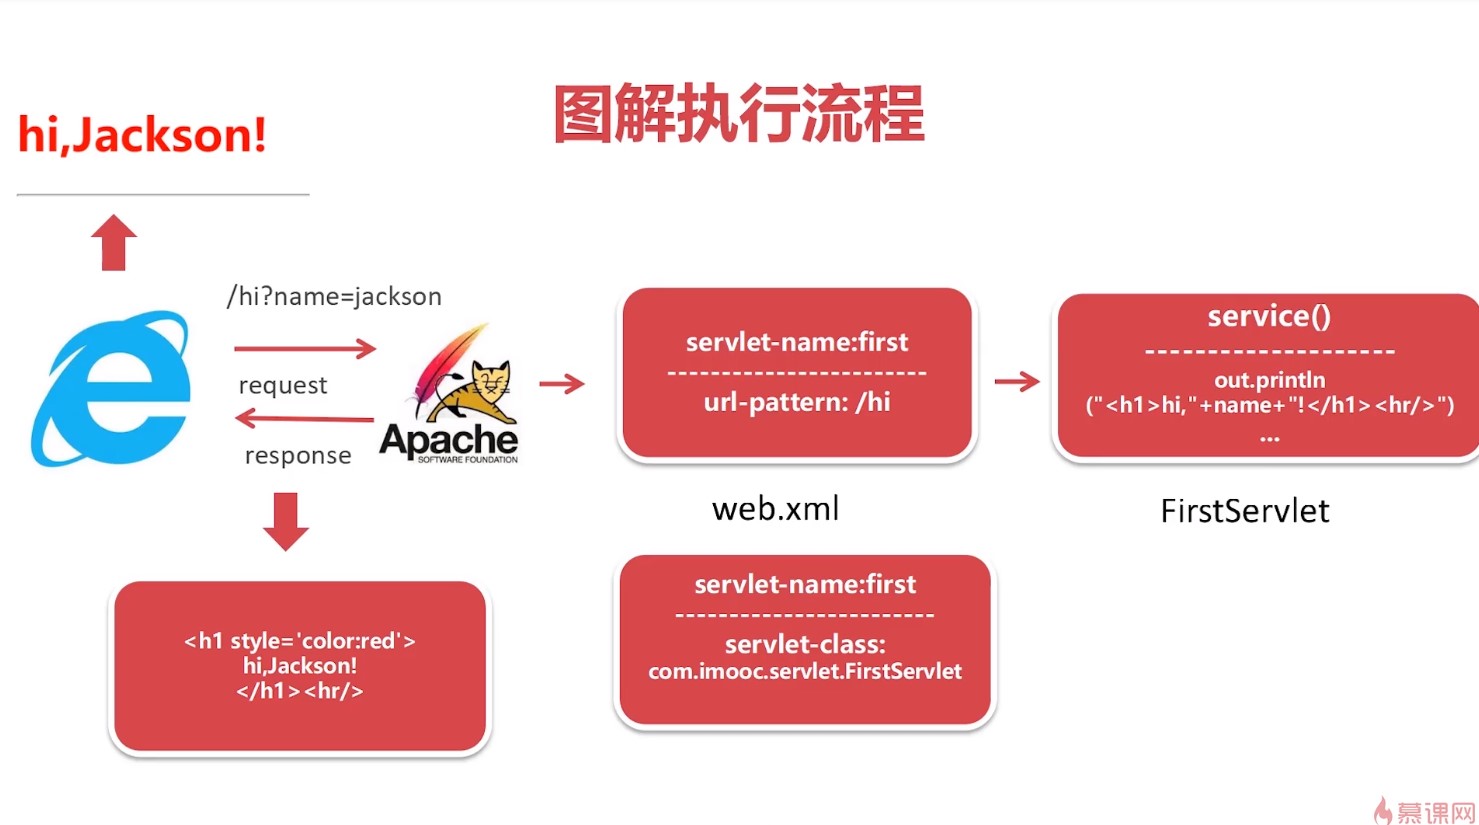 图解执行流程
hi,Jackson!
/hi?name=jackson
request
response
Apache
SOFTWARE FOUNDATION
servlet-name:first
------------------------
url-pattern: /hi
web.xml
servlet-name:first
------------------------
servlet-class:
com.imooc.servlet.FirstServlet
service()
--------------------
out.println
("<h1>hi,"+name+"!</h1><hr/>")
...
FirstServlet
<h1 style='color:red'>
hi,Jackson!
</h1><hr/>
慕课网